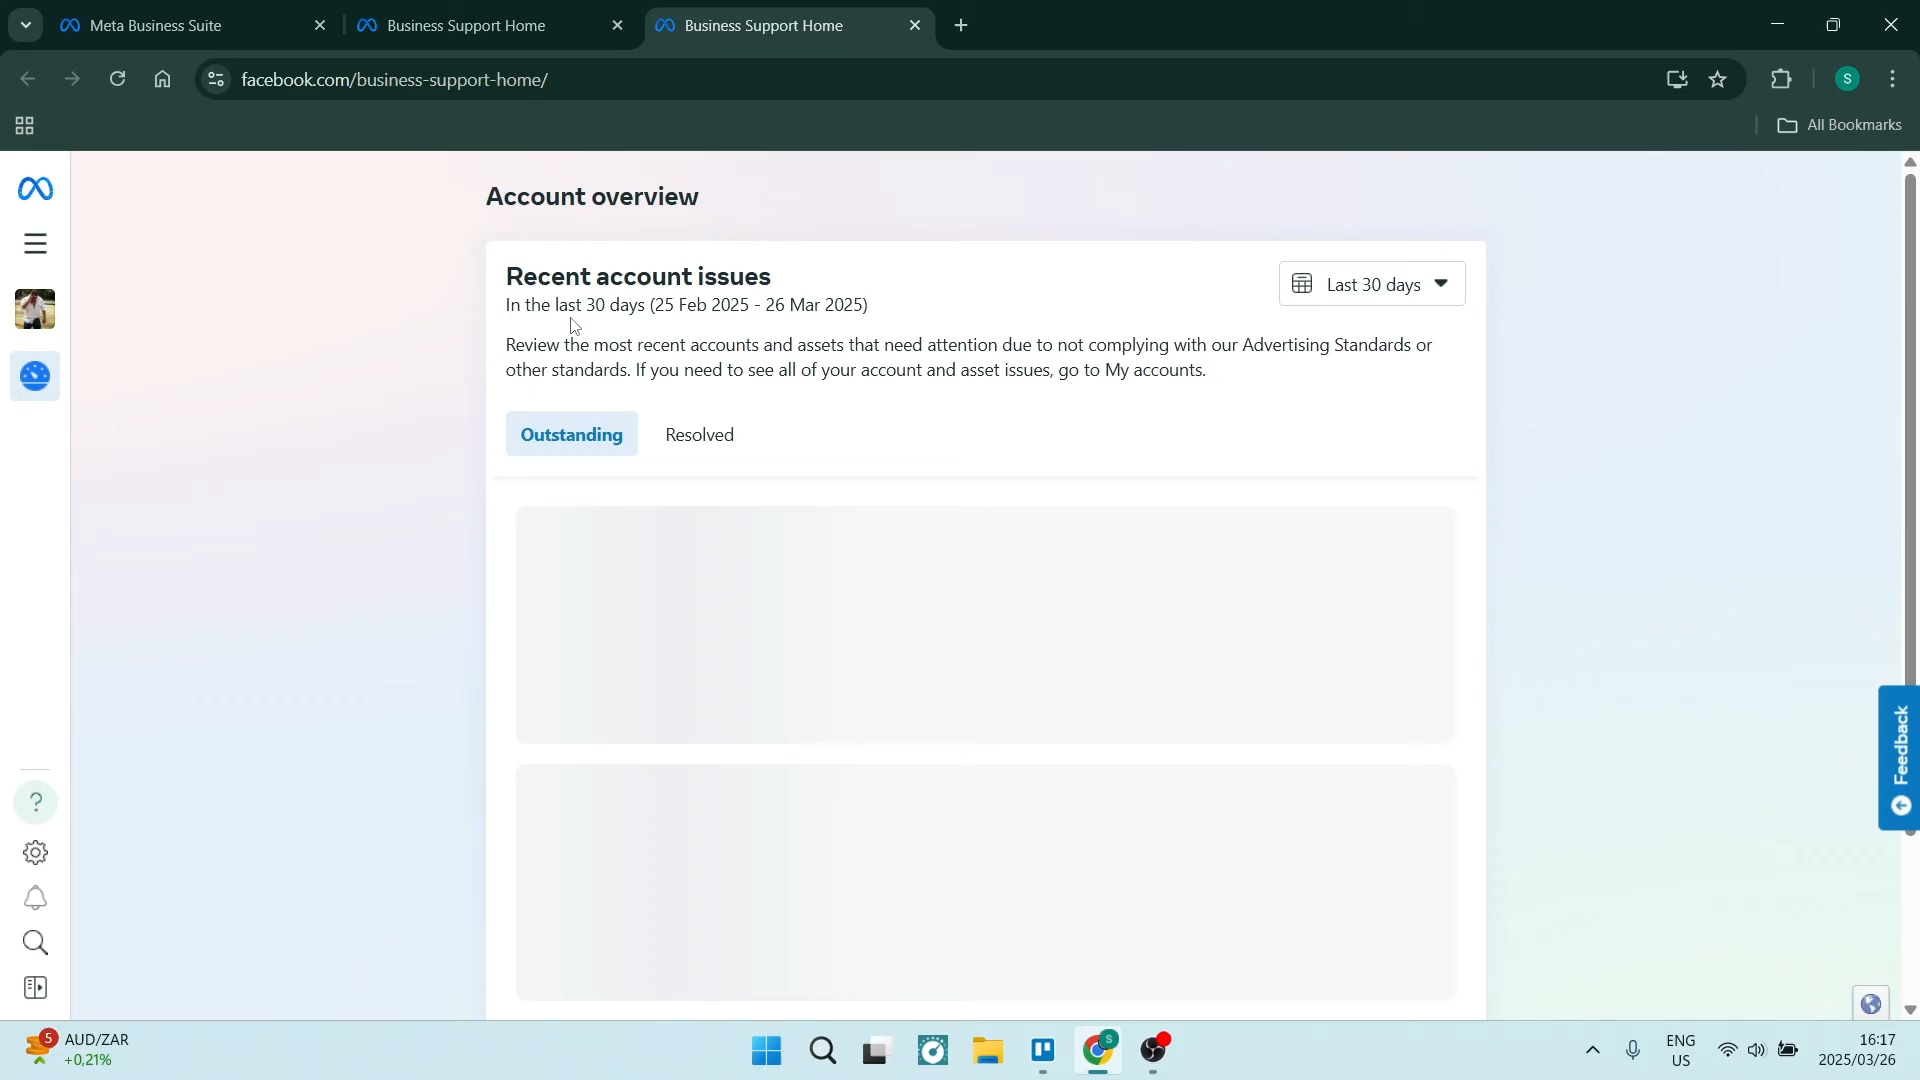 Meta Business Suite
Business Support Home
Business Support Home
facebook.com/business-support-home/
S
All Bookmarks
Account overview
Recent account issues
In the last 30 days (25 Feb 2025 - 26 Mar 2025)
Last 30 days
Review the most recent accounts and assets that need attention due to not complying with our Advertising Standards or
other standards. If you need to see all of your account and asset issues, go to My accounts.
Outstanding
Resolved
Feedback
?
5
AUD/ZAR
+0,21%
S
ENG
US
16:17
2025/03/26